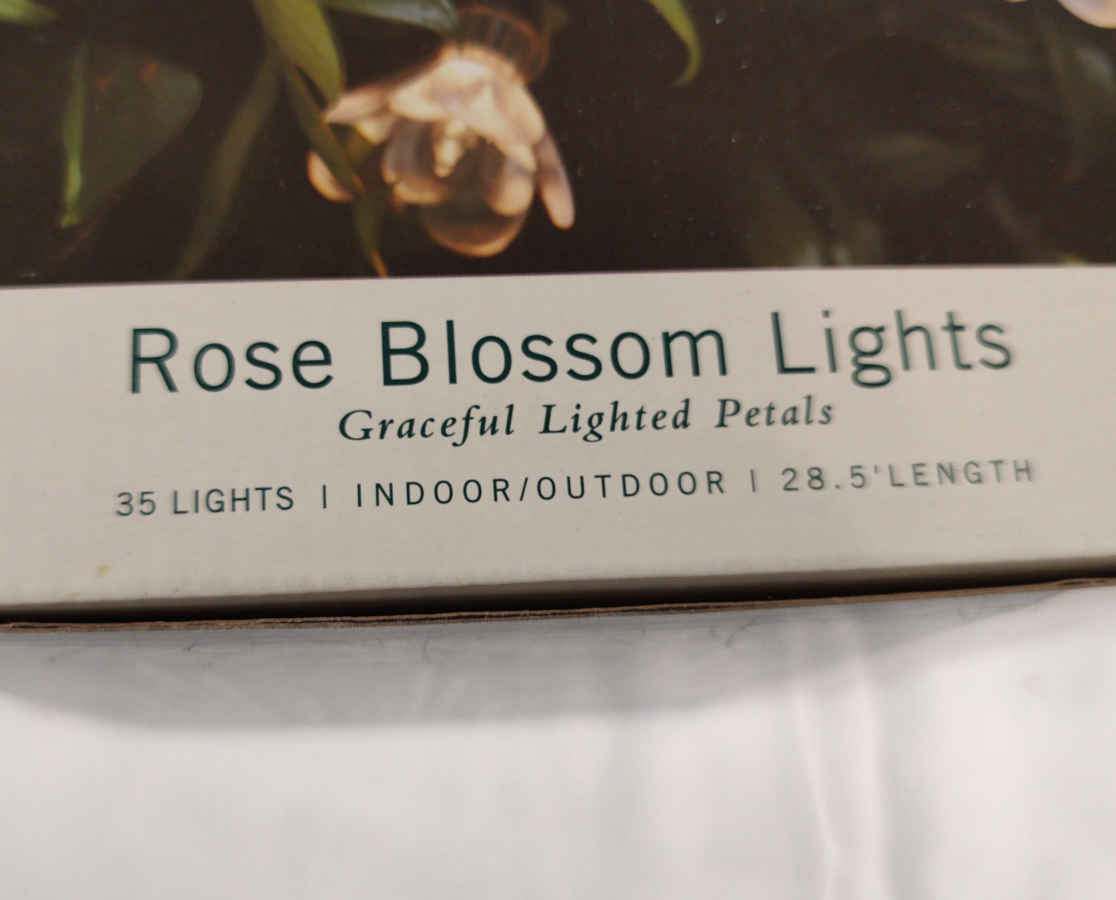 Rose Blossom Lights
Graceful Lighted Petals
35 LIGHTS | INDOOR/OUTDOOR | 28.5'LENGTH